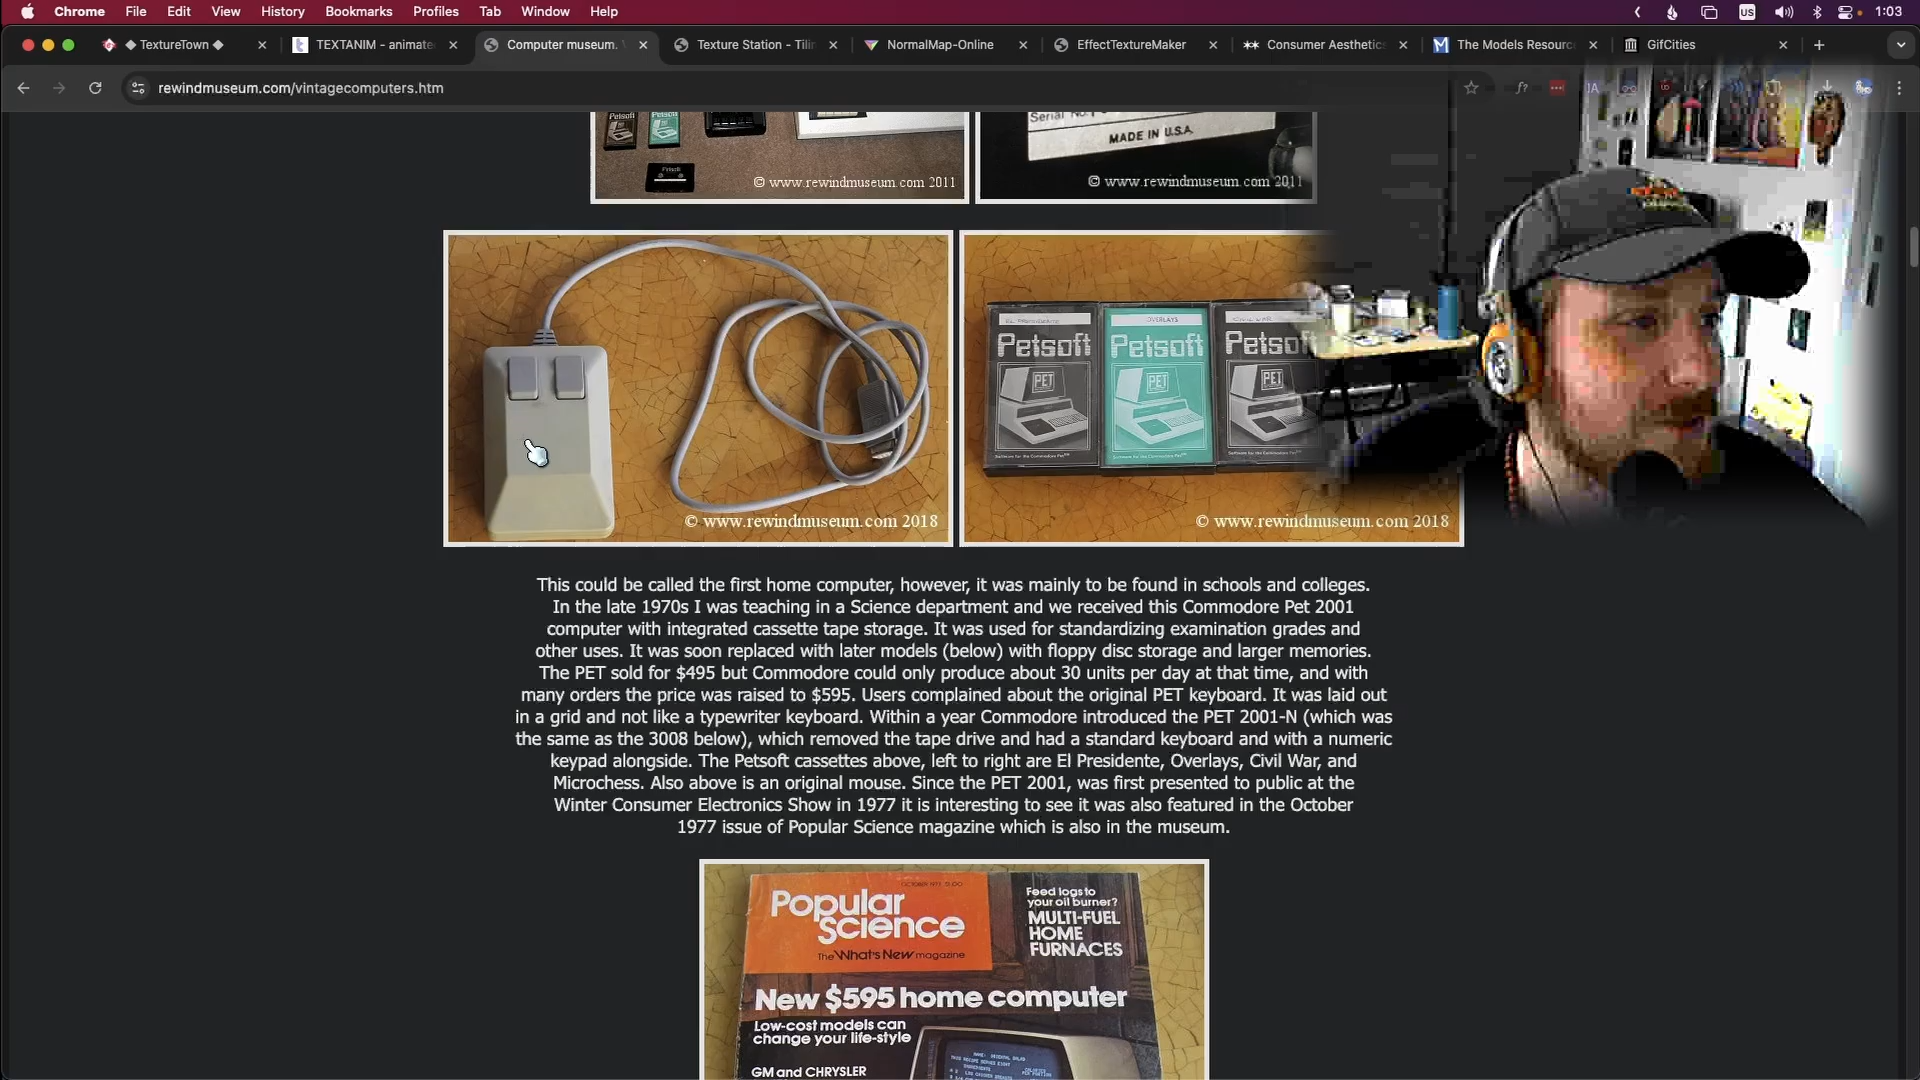 Chrome File Edit View History Bookmarks Profiles Tab Window Help US 1:03
TextureTown TEXTANIM - animate Computer museum. Texture Station - Tilin NormalMap-Online EffectTextureMaker Consumer Aesthetics The Models Resourc GifCities
rewindmuseum.com/vintagecomputers.htm
Petsoft Petsoft
Petsoft
© www.rewindmuseum.com 2011
Serial No.
MADE IN U.S.A.
© www.rewindmuseum.com 2011
© www.rewindmuseum.com 2018
OVERLAYS
Petsoft Petsoft Petsoft
PET PET PET
Software for the Commodore Pet
© www.rewindmuseum.com 2018
This could be called the first home computer, however, it was mainly to be found in schools and colleges.
In the late 1970s I was teaching in a Science department and we received this Commodore Pet 2001
computer with integrated cassette tape storage. It was used for standardizing examination grades and
other uses. It was soon replaced with later models (below) with floppy disc storage and larger memories.
The PET sold for $495 but Commodore could only produce about 30 units per day at that time, and with
many orders the price was raised to $595. Users complained about the original PET keyboard. It was laid out
in a grid and not like a typewriter keyboard. Within a year Commodore introduced the PET 2001-N (which was
the same as the 3008 below), which removed the tape drive and had a standard keyboard and with a numeric
keypad alongside. The Petsoft cassettes above, left to right are El Presidente, Overlays, Civil War, and
Microchess. Also above is an original mouse. Since the PET 2001, was first presented to public at the
Winter Consumer Electronics Show in 1977 it is interesting to see it was also featured in the October
1977 issue of Popular Science magazine which is also in the museum.
Popular
Science
The What's New magazine
Feed logs to
your oil burner?
MULTI-FUEL
HOME
FURNACES
New $595 home computer
Low-cost models can
change your life-style
GM and CHRYSLER